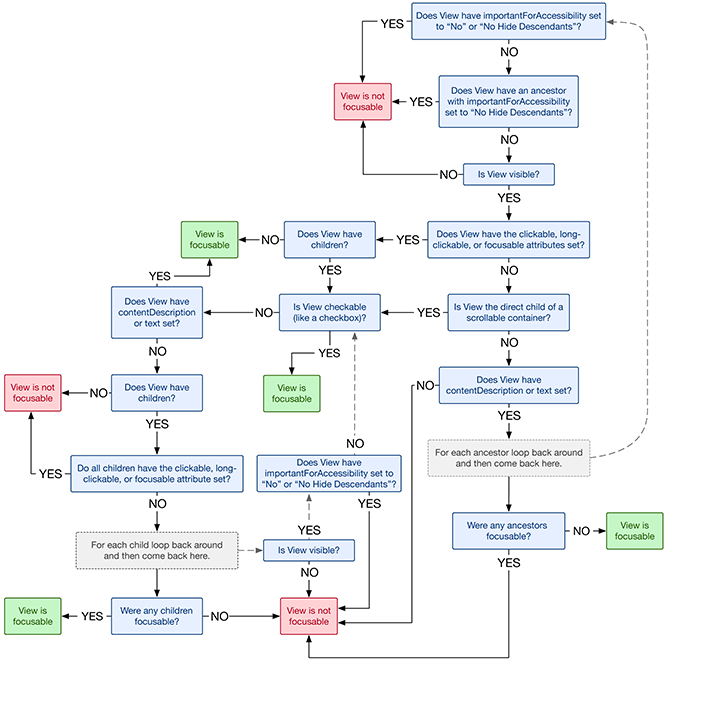 Does View have importantForAccessibility set
to “No” or “No Hide Descendants”?
YES
NO
View is not
focusable
YES
Does View have an ancestor
with importantForAccessibility
set to “No Hide Descendants”?
NO
NO
Is View visible?
YES
View is
focusable
NO
Does View have
children?
YES
Does View have the clickable, long-
clickable, or focusable attributes set?
YES
YES
NO
Does View have
contentDescription
or text set?
NO
Is View checkable
(like a checkbox)?
YES
Is View the direct child of a
scrollable container?
NO
YES
NO
View is not
focusable
NO
Does View have
children?
View is
focusable
NO
Does View have
contentDescription or text set?
YES
YES
NO
YES
Do all children have the clickable, long-
clickable, or focusable attribute set?
Does View have
importantForAccessibility set to
“No” or “No Hide Descendants”?
For each ancestor loop back around
and then come back here.
NO
YES
YES
For each child loop back around
and then come back here.
Is View visible?
Were any ancestors
focusable?
NO
View is
focusable
NO
YES
View is
focusable
YES
Were any children
focusable?
NO
View is not
focusable